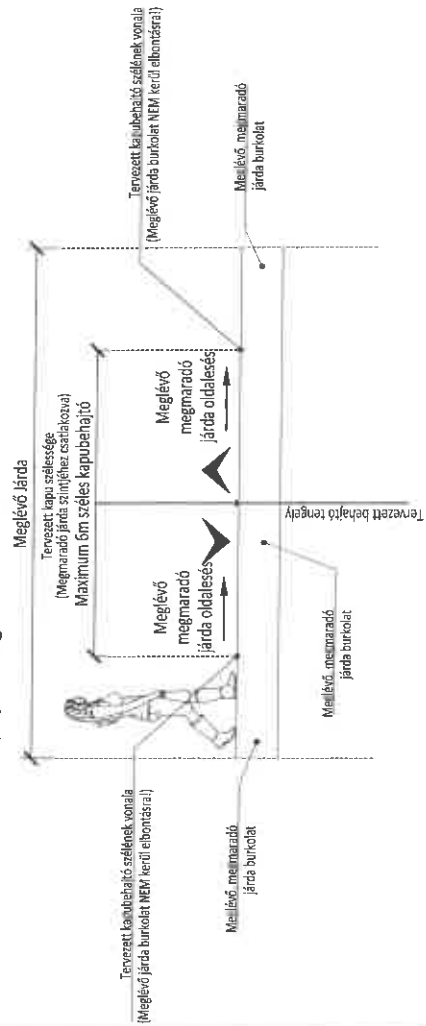 Meglévő Járda
Tervezett kapu szélessége
(Megmaradó járda szintjéhez csatlakozva)
Maximum 6m széles kapubehajtó
Tervezett kapubehajtó szélének vonala
(Meglévő járda burkolat NEM kerül elbontásra!)
Tervezett kapubehajtó szélének vonala
(Meglévő járda burkolat NEM kerül elbontásra!)
Meglévő
megmaradó
járda oldalesés
Meglévő
megmaradó
járda oldalesés
Meglévő megmaradó
járda burkolat
Meglévő megmaradó
járda burkolat
Meglévő megmaradó
járda burkolat
Tervezett behajtó tengely